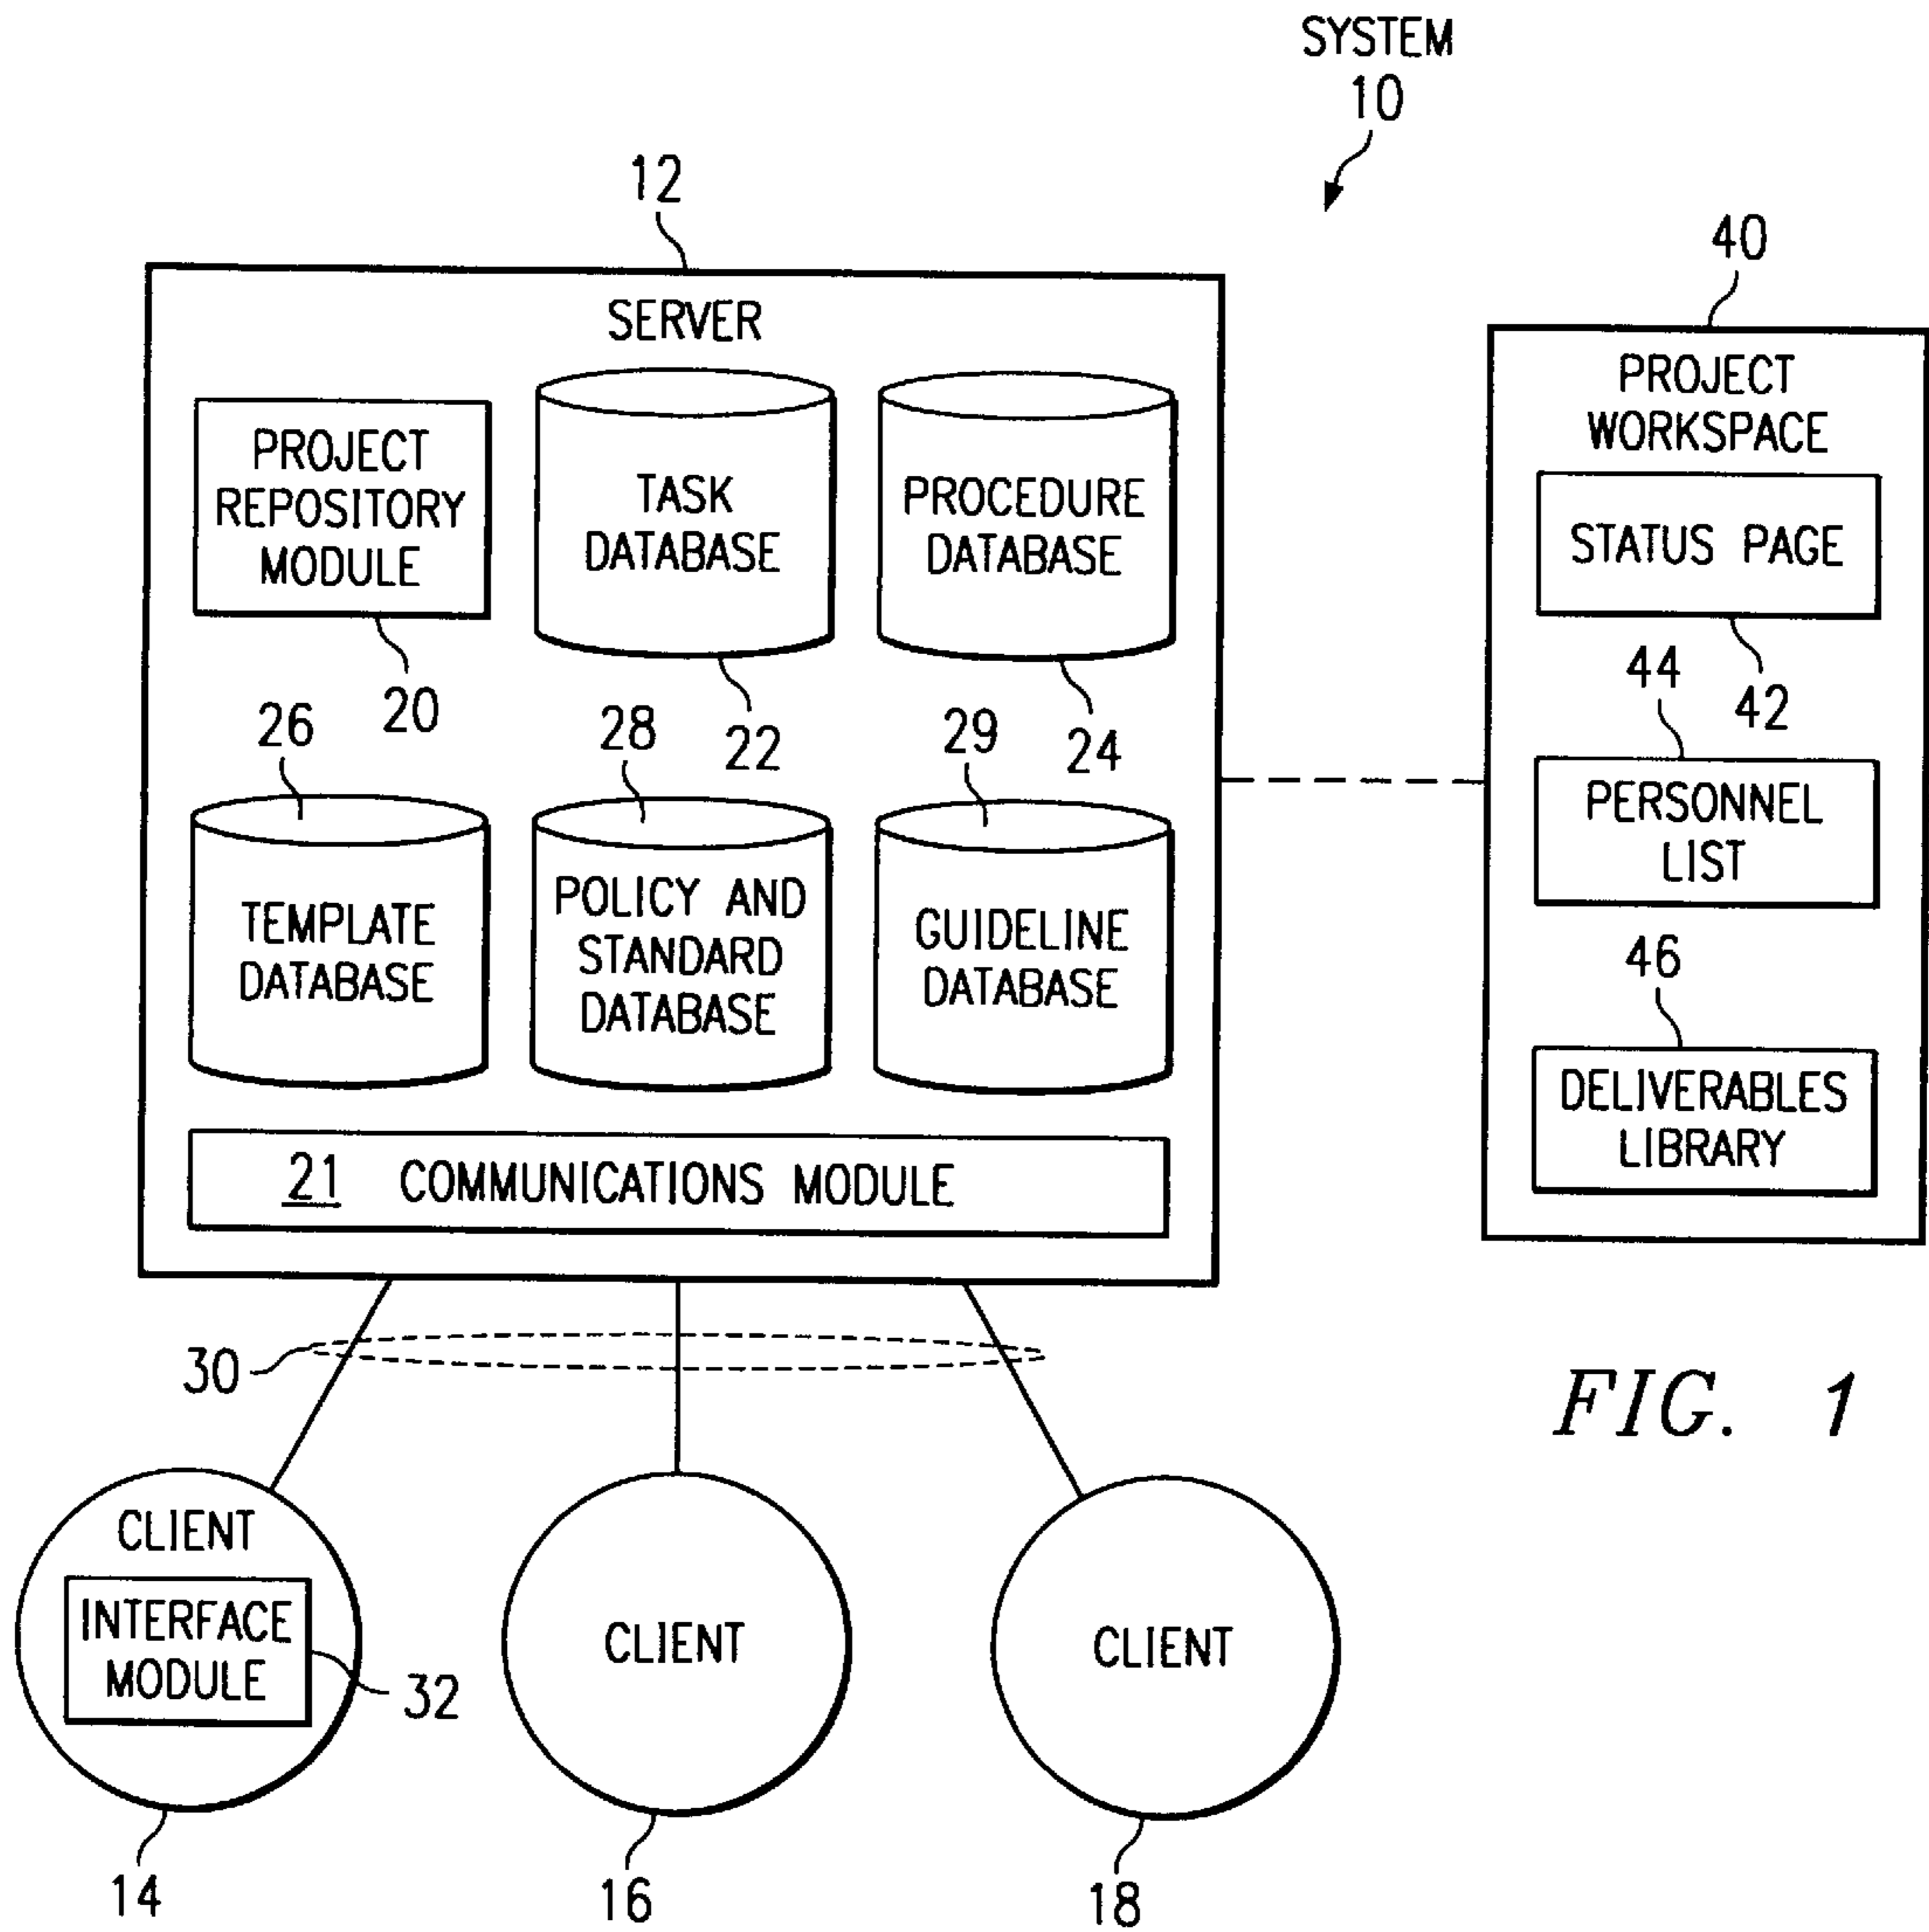 SYSTEM
10
12
SERVER
PROJECT
REPOSITORY
MODULE
20
TASK
DATABASE
22
PROCEDURE
DATABASE
24
26
TEMPLATE
DATABASE
28
POLICY AND
STANDARD
DATABASE
29
GUIDELINE
DATABASE
21 COMMUNICATIONS MODULE
40
PROJECT
WORKSPACE
STATUS PAGE
42
44
PERSONNEL
LIST
46
DELIVERABLES
LIBRARY
30
CLIENT
INTERFACE
MODULE
32
14
CLIENT
16
CLIENT
18
FIG. 1